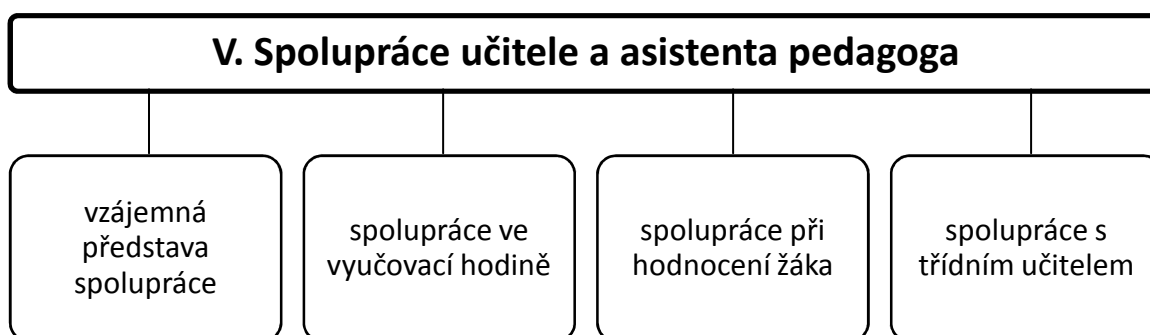 V. Spolupráce učitele a asistenta pedagoga
vzájemná
představa
spolupráce
spolupráce ve
vyučovací hodině
spolupráce při
hodnocení žáka
spolupráce s
třídním učitelem